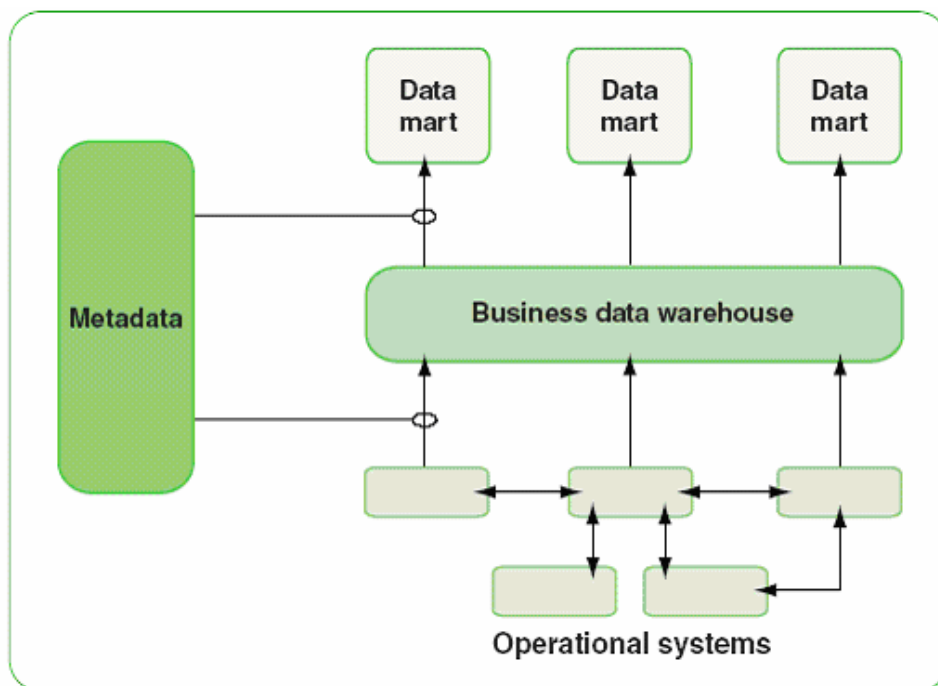 Data
mart
Data
mart
Data
mart
Metadata
Business data warehouse
Operational systems